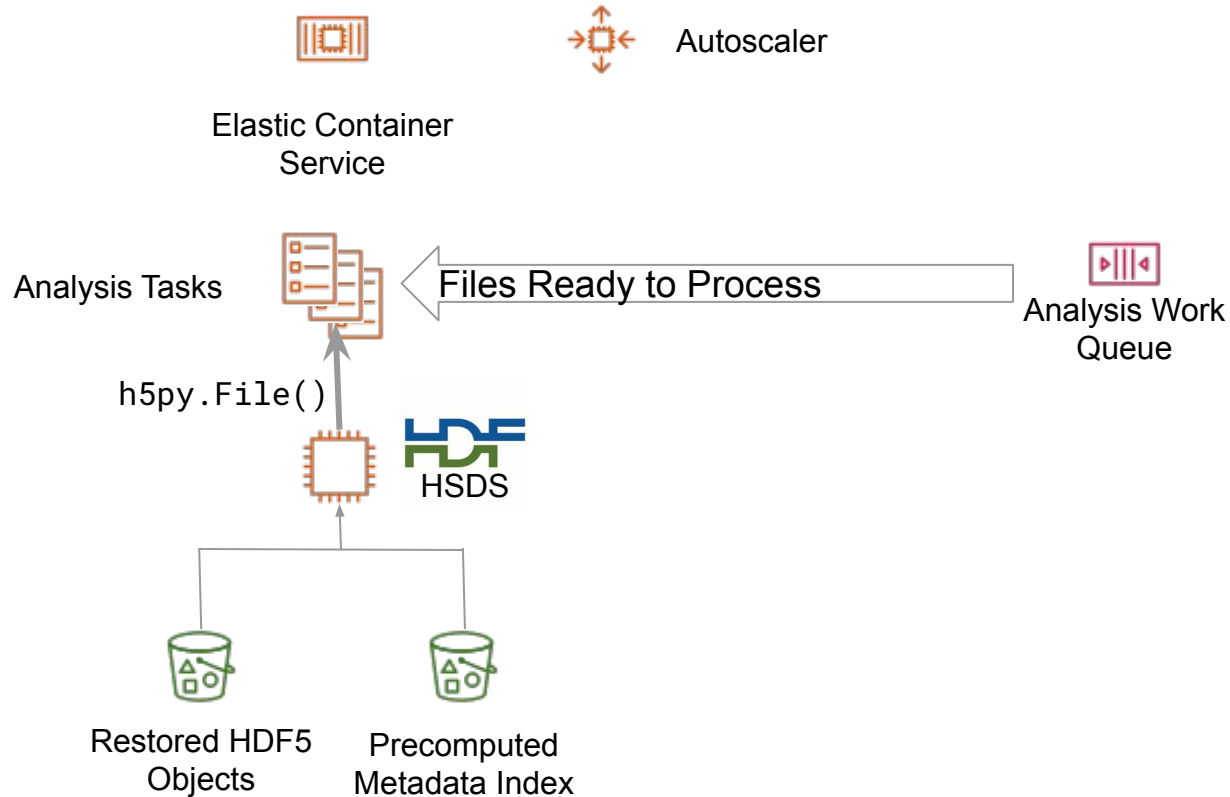 Autoscaler
Elastic Container
Service
Analysis Tasks
Files Ready to Process
Analysis Work
Queue
h5py.File()
HDF
HSDS
Restored HDF5
Objects
Precomputed
Metadata Index